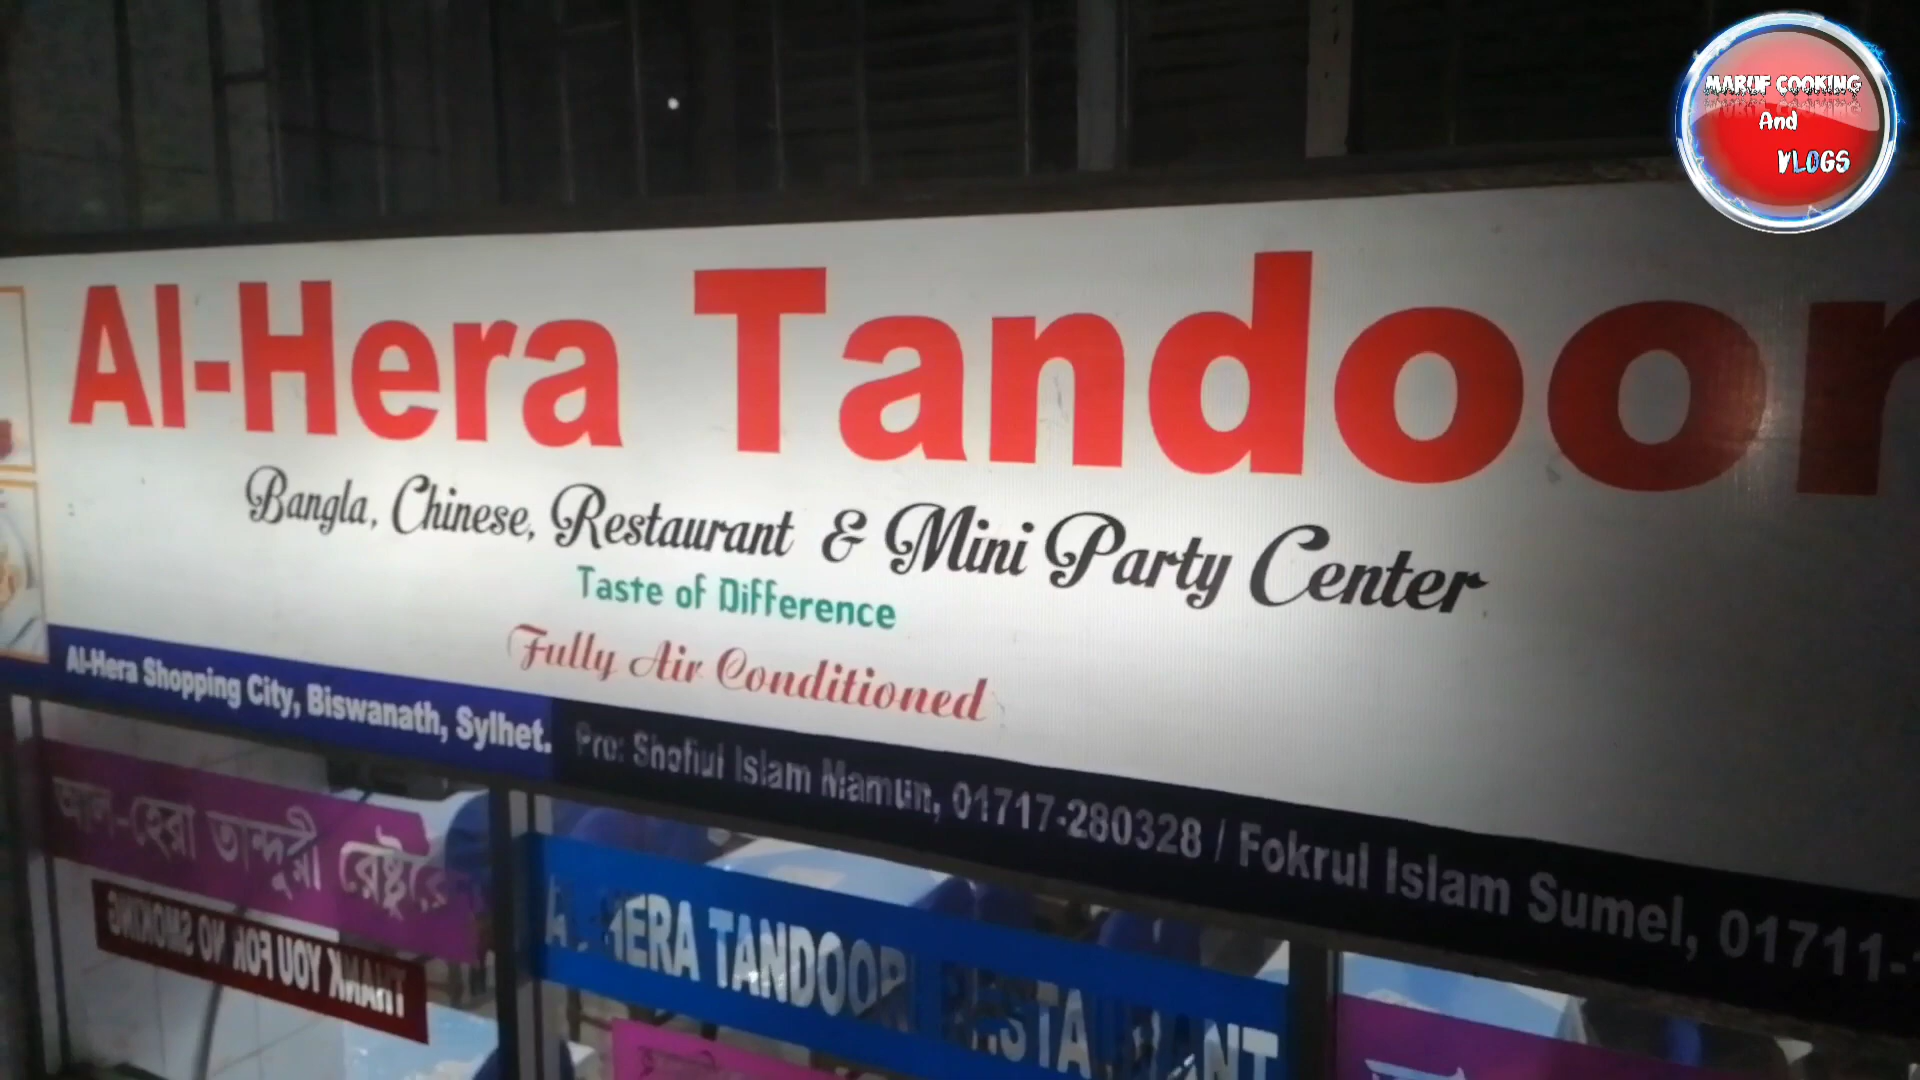 MARUF COOKING
And
VLOGS
Al-Hera Tandoor
Bangla, Chinese, Restaurant & Mini Party Center
Taste of Difference
Fully Air Conditioned
Al-Hera Shopping City, Biswanath, Sylhet.
Pro: Shafiul Islam Mamun, 01717-280328 / Fokrul Islam Sumel, 01711-
আল-হেরা তান্দুরী রেষ্টুরে
THANK YOU FOR NO SMOKING
HERA TANDOORI RESTAURANT